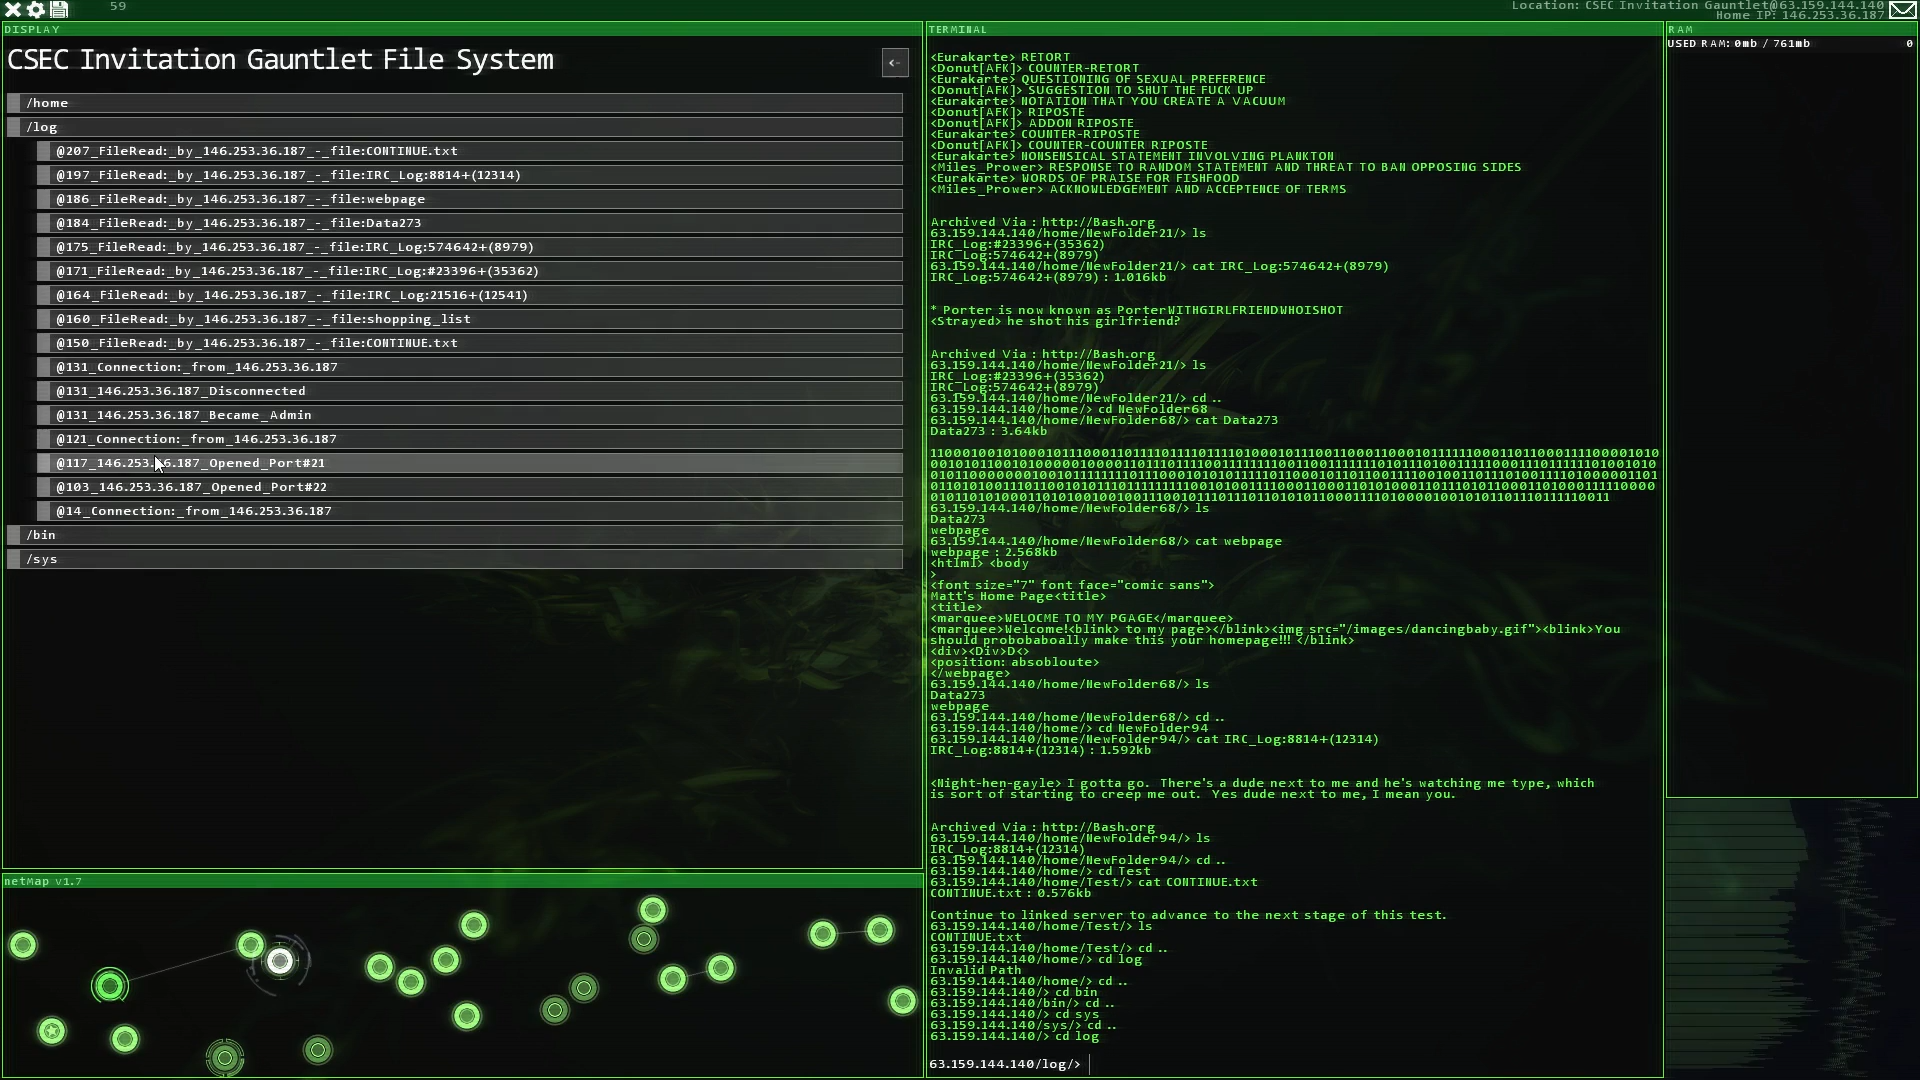 59
Location: CSEC Invitation Gauntlet@63.159.144.140
Home IP: 146.253.36.187
DISPLAY
CSEC Invitation Gauntlet File System
<-
/home
/log
@207_FileRead:_by_146.253.36.187_-_file:CONTINUE.txt
@197_FileRead:_by_146.253.36.187_-_file:IRC_Log:8814+(12314)
@186_FileRead:_by_146.253.36.187_-_file:webpage
@184_FileRead:_by_146.253.36.187_-_file:Data273
@175_FileRead:_by_146.253.36.187_-_file:IRC_Log:574642+(8979)
@171_FileRead:_by_146.253.36.187_-_file:IRC_Log:#23396+(35362)
@164_FileRead:_by_146.253.36.187_-_file:IRC_Log:21516+(12541)
@160_FileRead:_by_146.253.36.187_-_file:shopping_list
@150_FileRead:_by_146.253.36.187_-_file:CONTINUE.txt
@131_Connection:_from_146.253.36.187
@131_146.253.36.187_Disconnected
@131_146.253.36.187_Became_Admin
@121_Connection:_from_146.253.36.187
@117_146.253.36.187_Opened_Port#21
@103_146.253.36.187_Opened_Port#22
@14_Connection:_from_146.253.36.187
/bin
/sys
netMap v1.7
TERMINAL
<Eurakarte> RETORT
<Donut[AFK]> COUNTER-RETORT
<Eurakarte> QUESTIONING OF SEXUAL PREFERENCE
<Donut[AFK]> SUGGESTION TO SHUT THE FUCK UP
<Eurakarte> NOTATION THAT YOU CREATE A VACUUM
<Donut[AFK]> RIPOSTE
<Donut[AFK]> ADDON RIPOSTE
<Eurakarte> COUNTER-RIPOSTE
<Donut[AFK]> COUNTER-COUNTER RIPOSTE
<Eurakarte> NONSENSICAL STATEMENT INVOLVING PLANKTON
<Miles_Prower> RESPONSE TO RANDOM STATEMENT AND THREAT TO BAN OPPOSING SIDES
<Eurakarte> WORDS OF PRAISE FOR FISHFOOD
<Miles_Prower> ACKNOWLEDGEMENT AND ACCEPTENCE OF TERMS
Archived Via : http://Bash.org
63.159.144.140/home/NewFolder21/> ls
IRC_Log:#23396+(35362)
IRC_Log:574642+(8979)
63.159.144.140/home/NewFolder21/> cat IRC_Log:574642+(8979)
IRC_Log:574642+(8979) : 1.016kb
* Porter is now known as PorterWITHGIRLFRIENDWHOISHOT
<Strayed> he shot his girlfriend?
Archived Via : http://Bash.org
63.159.144.140/home/NewFolder21/> ls
IRC_Log:#23396+(35362)
IRC_Log:574642+(8979)
63.159.144.140/home/NewFolder21/> cd ..
63.159.144.140/home/> cd NewFolder68
63.159.144.140/home/NewFolder68/> cat Data273
Data273 : 3.64kb
63.159.144.140/home/NewFolder68/> ls
Data273
webpage
63.159.144.140/home/NewFolder68/> cat webpage
webpage : 2.568kb
<html> <body
>
<font size="7" font face="comic sans">
Matt's Home Page<title>
<title>
<marquee>WELOCME TO MY PGAGE</marquee>
<marquee>Welcome!<blink> to my page></blink><img src="/images/dancingbaby.gif"><blink>You
should probobaboally make this your homepage!!! </blink>
<div><Div>D<>
<position: absobloute>
</webpage>
63.159.144.140/home/NewFolder68/> ls
Data273
webpage
63.159.144.140/home/NewFolder68/> cd ..
63.159.144.140/home/> cd NewFolder94
63.159.144.140/home/NewFolder94/> cat IRC_Log:8814+(12314)
IRC_Log:8814+(12314) : 1.592kb
<Night-hen-gayle> I gotta go.  There's a dude next to me and he's watching me type, which
is sort of starting to creep me out.  Yes dude next to me, I mean you.
Archived Via : http://Bash.org
63.159.144.140/home/NewFolder94/> ls
IRC_Log:8814+(12314)
63.159.144.140/home/NewFolder94/> cd ..
63.159.144.140/home/> cd Test
63.159.144.140/home/Test/> cat CONTINUE.txt
CONTINUE.txt : 0.576kb
Continue to linked server to advance to the next stage of this test.
63.159.144.140/home/Test/> ls
CONTINUE.txt
63.159.144.140/home/Test/> cd ..
63.159.144.140/home/> cd log
Invalid Path
63.159.144.140/home/> cd ..
63.159.144.140/> cd bin
63.159.144.140/bin/> cd ..
63.159.144.140/> cd sys
63.159.144.140/sys/> cd ..
63.159.144.140/> cd log
63.159.144.140/log/>
RAM
USED RAM: 0mb / 761mb
0